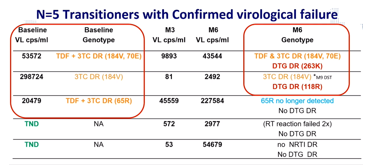 N=5 Transitioners with Confirmed virological failure
Baseline VL cps/ml	Baseline Genotype	M3 VL cps/ml	M6 VL cps/ml	M6 Genotype
53572	TDF + 3TC DR (184V, 70E)	9893	43544	TDF & 3TC DR (184V, 70E)
DTG DR (263K)
298724	3TC DR (184V)	81	2492	3TC DR (184V) *M9 DST
DTG DR (118R)
20479	TDF + 3TC DR (65R)	45559	227584	65R no longer detected
No DTG DR
TND	NA	572	2977	(RT reaction failed 2x)
No DTG DR
TND	NA	53	54679	no NRTI DR
No DTG DR